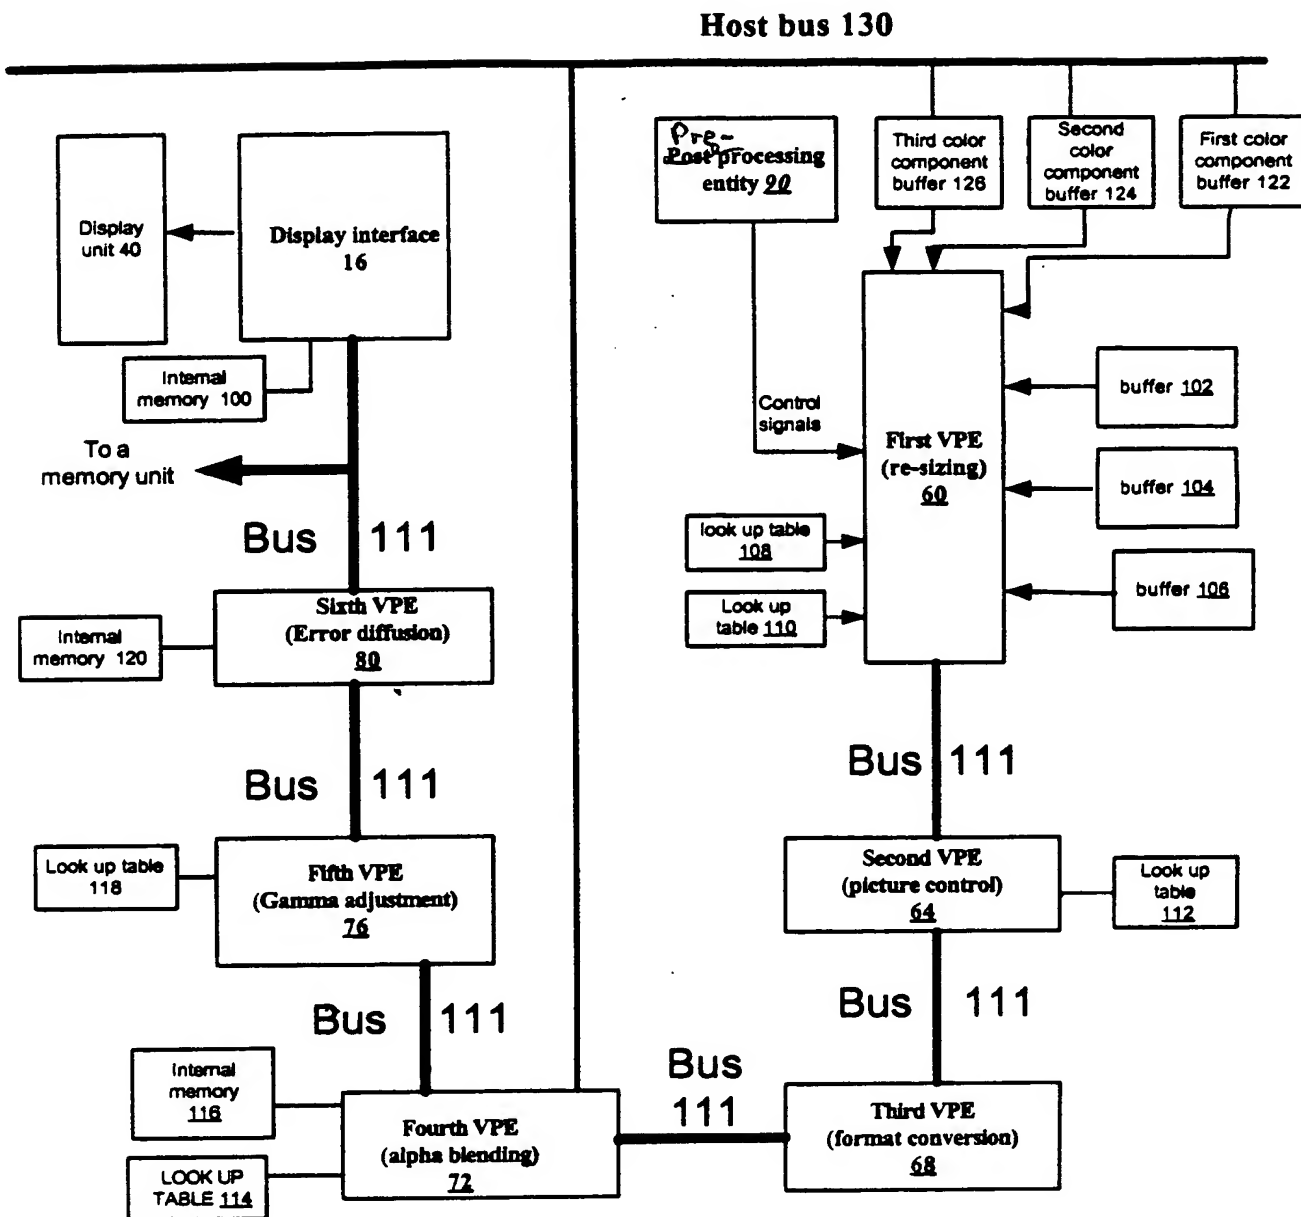 Host bus 130
Pre-
Post processing
entity 90
Third color
component
buffer 126
Second
color
component
buffer 124
First color
component
buffer 122
Display
unit 40
Display interface
16
Internal
memory 100
To a
memory unit
Control
signals
First VPE
(re-sizing)
60
buffer 102
buffer 104
buffer 106
look up table
108
Look up
table 110
Bus 111
Sixth VPE
(Error diffusion)
80
Internal
memory 120
Bus 111
Bus 111
Look up table
118
Fifth VPE
(Gamma adjustment)
76
Second VPE
(picture control)
64
Look up
table
112
Bus 111
Bus 111
Bus
111
Internal
memory
116
LOOK UP
TABLE 114
Fourth VPE
(alpha blending)
72
Third VPE
(format conversion)
68